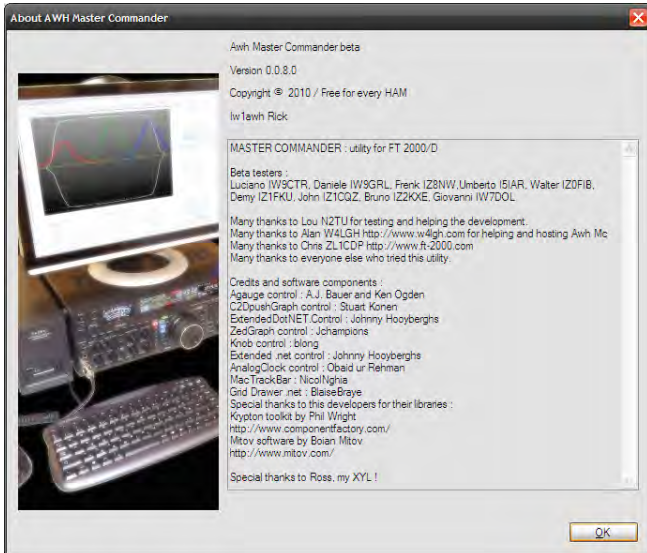 About AWH Master Commander
Awh Master Commander beta
Version 0.0.8.0
Copyright © 2010 / Free for every HAM
Iw1awh Rick
MASTER COMMANDER : utility for FT 2000/D
Beta testers :
Luciano IW9CTR, Daniele IW9GRL, Frenk IZ8NW,Umberto I5IAR, Walter IZ0FIB,
Demy IZ1FKU, John IZ1CQZ, Bruno IZ2KXE, Giovanni IW7DOL
Many thanks to Lou N2TU for testing and helping the development.
Many thanks to Alan W4LGH http://www.w4lgh.com for helping and hosting Awh Mc
Many thanks to Chris ZL1CDP http://www.ft-2000.com
Many thanks to everyone else who tried this utility.
Credits and software components :
Agauge control : A.J. Bauer and Ken Ogden
C2DpushGraph control : Stuart Konen
ExtendedDotNET.Control : Johnny Hooyberghs
ZedGraph control : Jchampions
Knob control : blong
Extended .net control : Johnny Hooyberghs
AnalogClock control : Obaid ur Rehman
MacTrackBar : NicolNghia
Grid Drawer .net : BlaiseBraye
Special thanks to this developers for their libraries :
Krypton toolkit by Phil Wright
http://www.componentfactory.com/
Mitov software by Boian Mitov
http://www.mitov.com/
Special thanks to Ross, my XYL !
OK